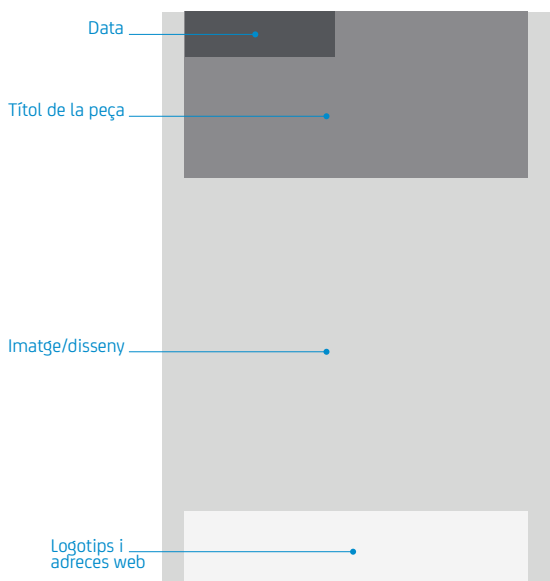 Data
Títol de la peça
Imatge/disseny
Logotips i
adreces web